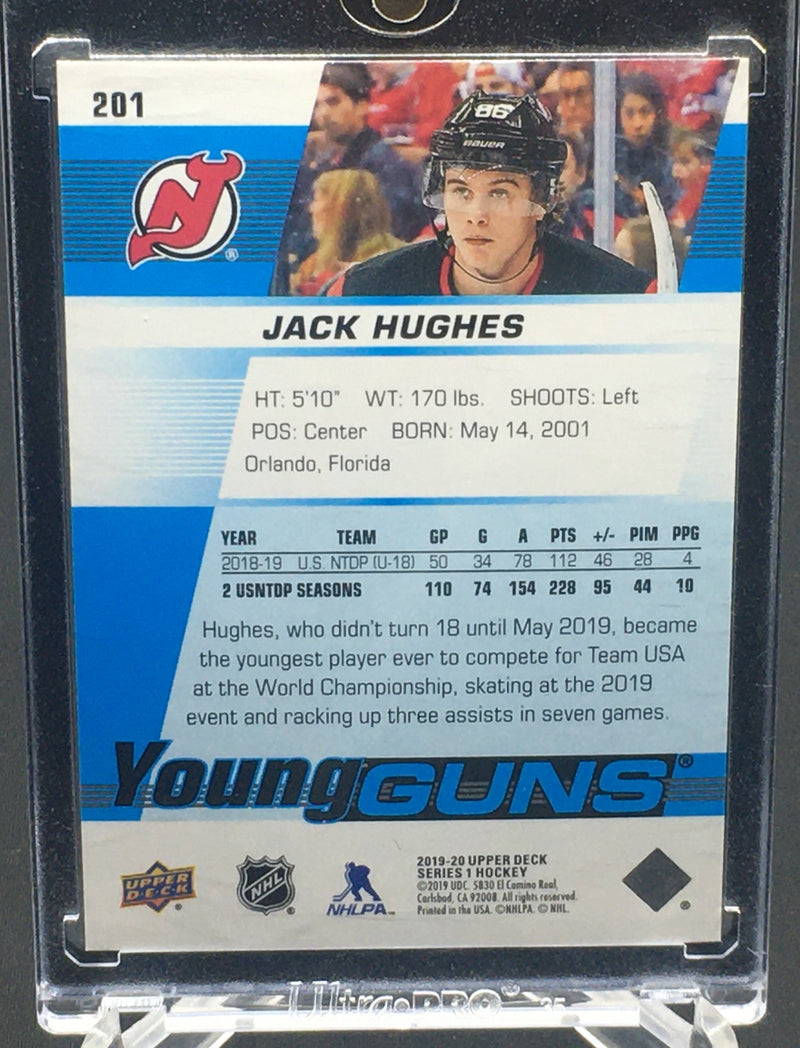 201
86
BAUER
N
®
JACK HUGHES
HT: 5'10" WT: 170 lbs. SHOOTS: Left
POS: Center BORN: May 14, 2001
Orlando, Florida
YEAR TEAM GP G A PTS +/- PIM PPG
2018-19 U.S. NTDP (U-18) 50 34 78 112 46 28 4
2 USNTDP SEASONS 110 74 154 228 95 44 10
Hughes, who didn't turn 18 until May 2019, became
the youngest player ever to compete for Team USA
at the World Championship, skating at the 2019
event and racking up three assists in seven games.
Young GUNS®
UPPER
D·E·C·K
®
NHL
®
NHLPA™
2019-20 UPPER DECK
SERIES 1 HOCKEY
©2019 UDC. 5830 El Camino Real,
Carlsbad, CA 92008. All rights reserved.
Printed in the USA. ©NHLPA. © NHL.
®
Ultra·PRO® 35